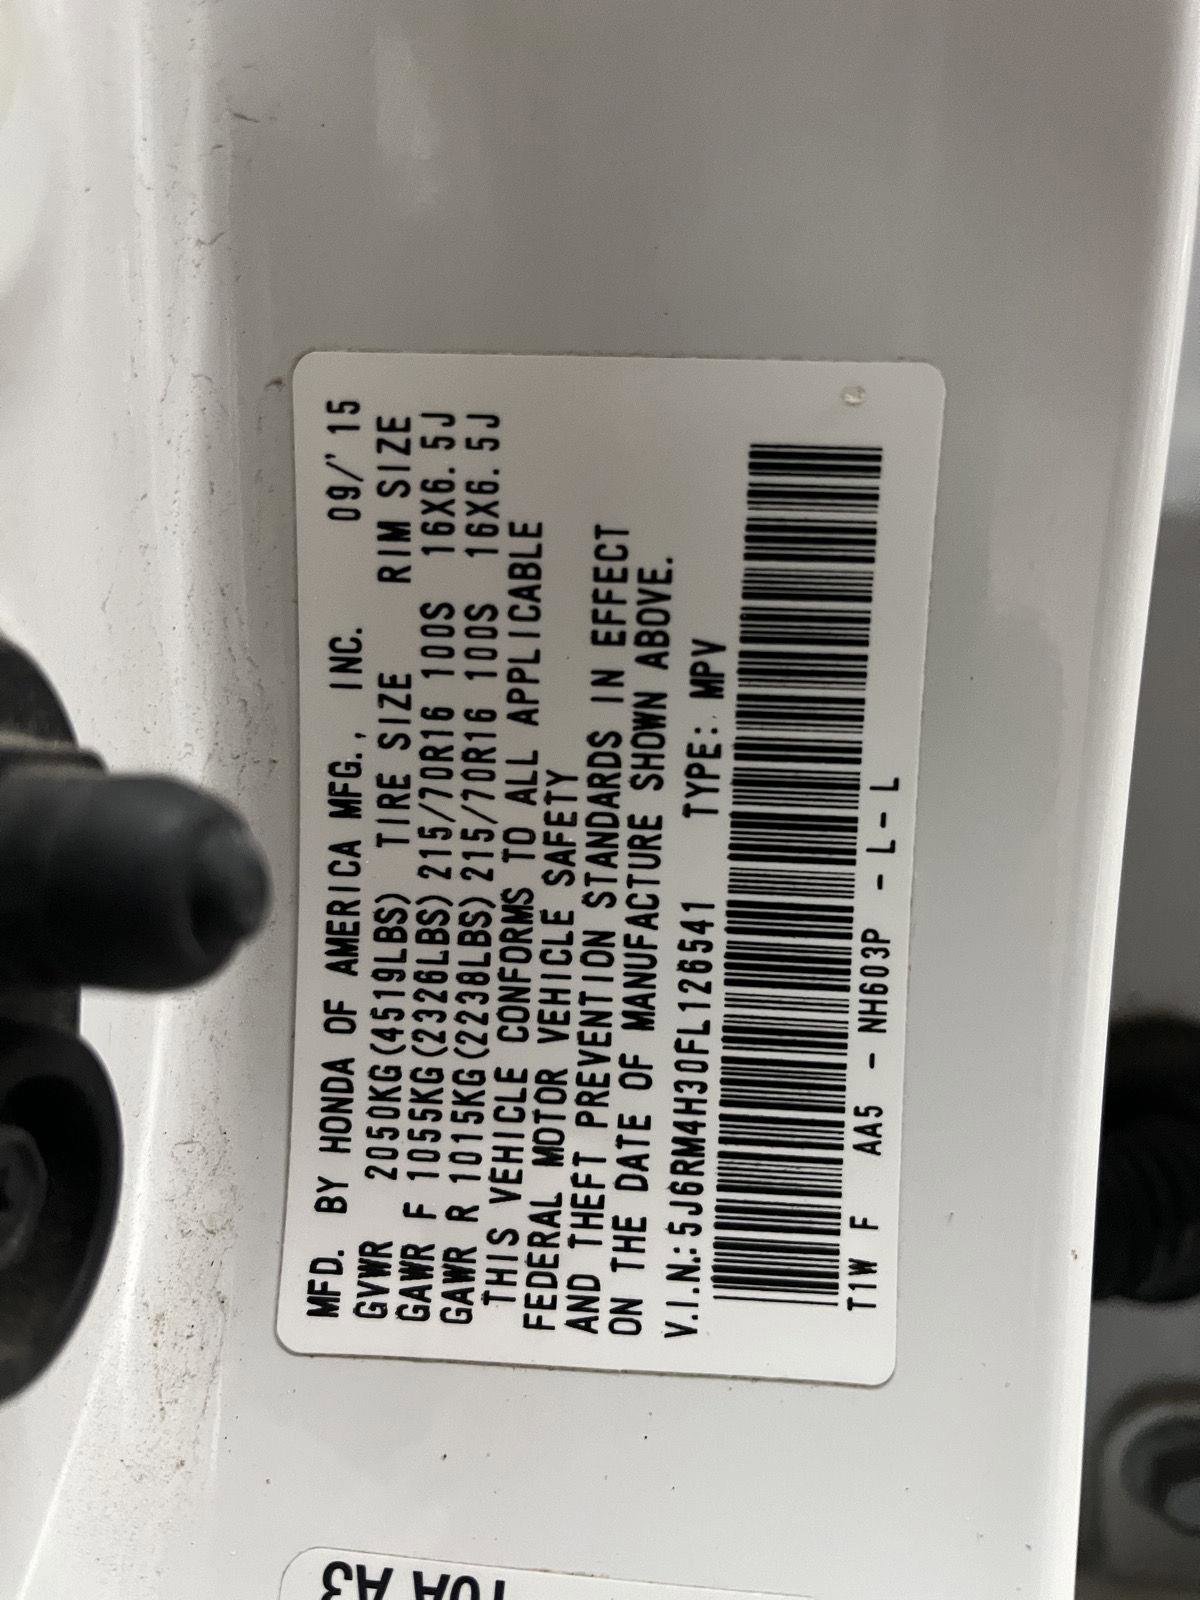 MFD. BY HONDA OF AMERICA MFG., INC. 09/'15
GVWR 2050KG(4519LBS) TIRE SIZE RIM SIZE
GAWR F 1055KG(2326LBS)215/70R16 100S 16X6.5J
GAWR R 1015KG(2238LBS)215/70R16 100S 16X6.5J
THIS VEHICLE CONFORMS TO ALL APPLICABLE
FEDERAL MOTOR VEHICLE SAFETY
AND THEFT PREVENTION STANDARDS IN EFFECT
ON THE DATE OF MANUFACTURE SHOWN ABOVE.
V.I.N.:5J6RM4H30FL126541 TYPE: MPV
T1W F AA5 - NH603P - L - L
A3